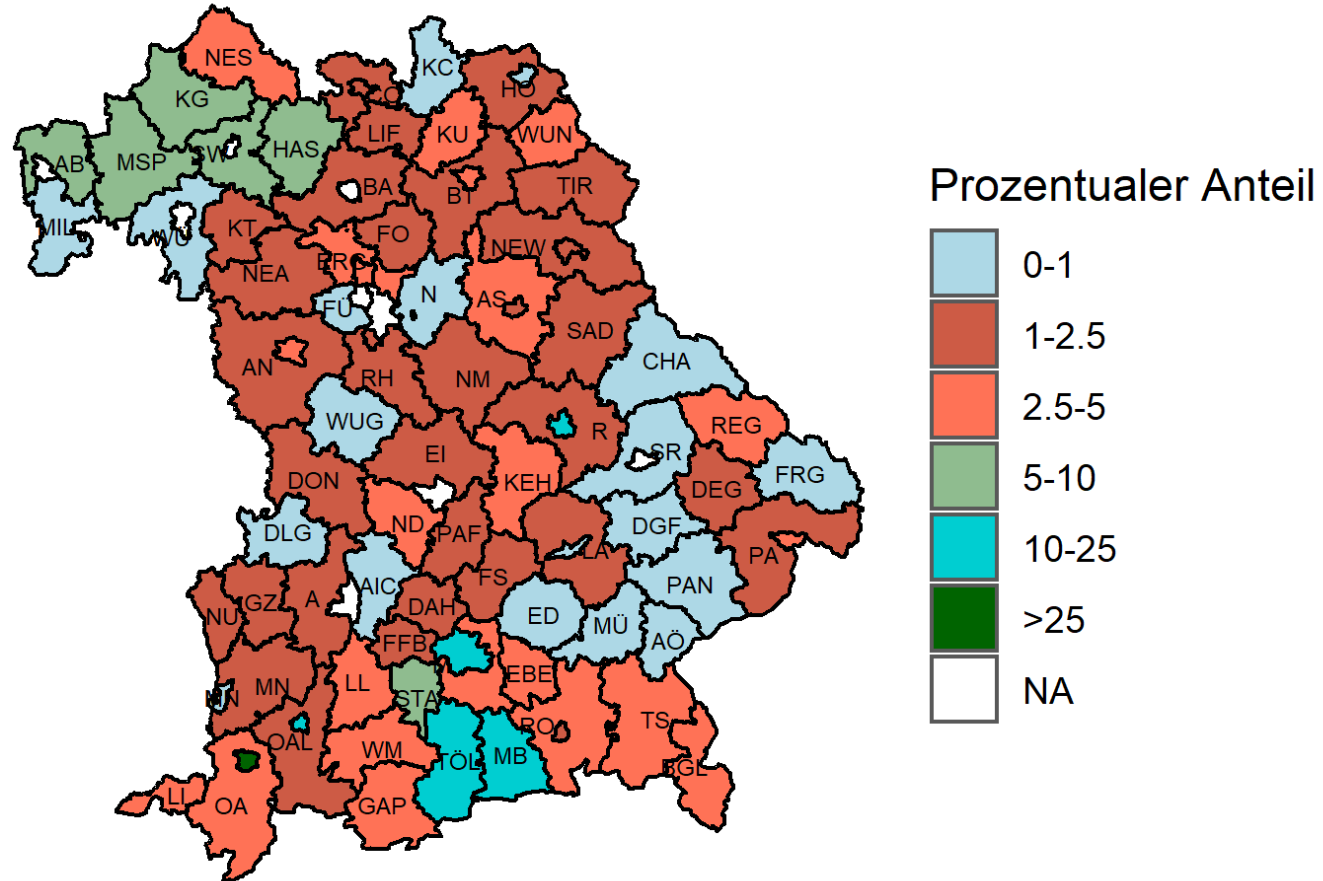 Prozentualer Anteil
0-1
1-2.5
2.5-5
5-10
10-25
>25
NA
NES
KC
HO
CO
KG
LIF
KU
WUN
AB
MSP
SW
HAS
BA
BT
TIR
MIL
WÜ
KT
FO
NEW
NEA
ERC
FÜ
N
AS
SAD
AN
RH
NM
CHA
WUG
R
SR
REG
EI
FRG
DON
KEH
DEG
ND
DGF
DLG
PAF
LA
PA
AIC
FS
PAN
NU
GZ
A
DAH
ED
MÜ
AÖ
FFB
MN
LL
STA
EBE
MN
OAL
WM
TÖL
MB
RO
TS
BGL
LI
OA
GAP